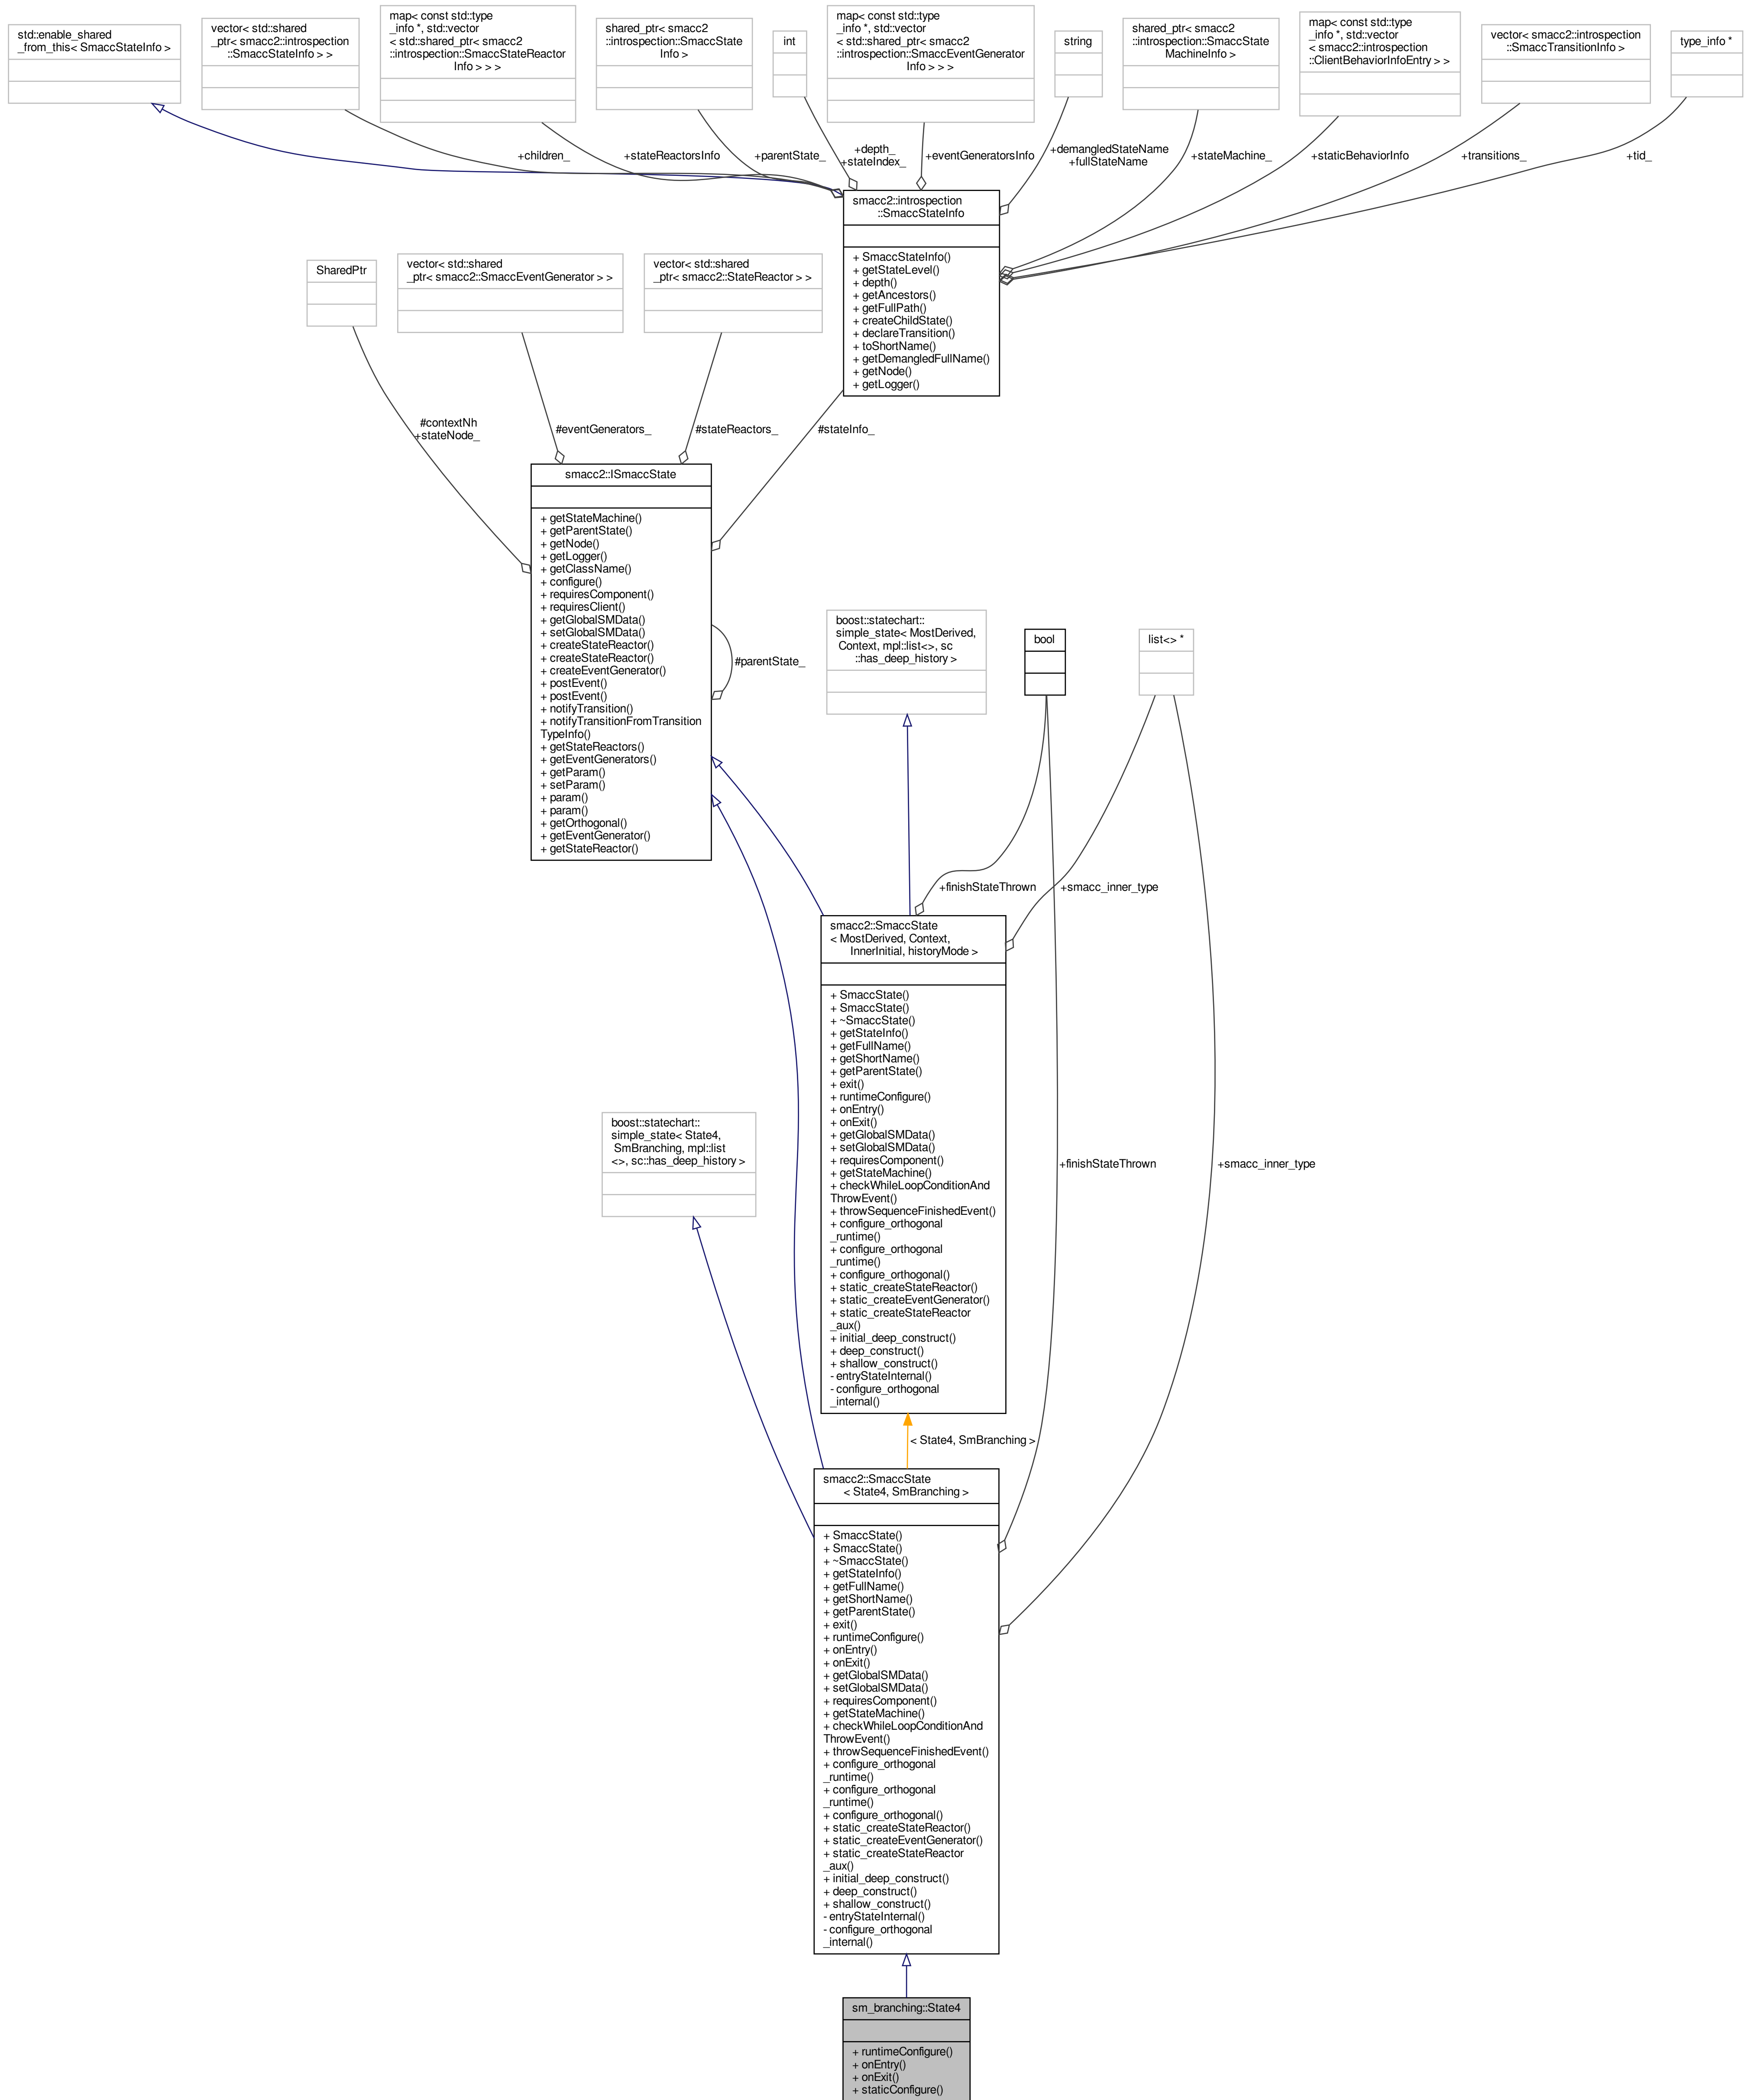 std::enable_shared
_from_this< SmaccStateInfo >
vector< std::shared
_ptr< smacc2::introspection
::SmaccStateInfo > >
map< const std::type
_info *, std::vector
< std::shared_ptr< smacc2
::introspection::SmaccStateReactor
Info > > >
shared_ptr< smacc2
::introspection::SmaccState
Info >
int
map< const std::type
_info *, std::vector
< std::shared_ptr< smacc2
::introspection::SmaccEventGenerator
Info > > >
string
shared_ptr< smacc2
::introspection::SmaccState
MachineInfo >
map< const std::type
_info *, std::vector
< smacc2::introspection
::ClientBehaviorInfoEntry > >
vector< smacc2::introspection
::SmaccTransitionInfo >
type_info *
+children_
+stateReactorsInfo
+parentState_
+depth_
+stateIndex_
+eventGeneratorsInfo
+demangledStateName
+fullStateName
+stateMachine_
+staticBehaviorInfo
+transitions_
+tid_
smacc2::introspection
::SmaccStateInfo
+ SmaccStateInfo()
+ getStateLevel()
+ depth()
+ getAncestors()
+ getFullPath()
+ createChildState()
+ declareTransition()
+ toShortName()
+ getDemangledFullName()
+ getNode()
+ getLogger()
SharedPtr
vector< std::shared
_ptr< smacc2::SmaccEventGenerator > >
vector< std::shared
_ptr< smacc2::StateReactor > >
#contextNh
+stateNode_
#eventGenerators_
#stateReactors_
#stateInfo_
smacc2::ISmaccState
+ getStateMachine()
+ getParentState()
+ getNode()
+ getLogger()
+ getClassName()
+ configure()
+ requiresComponent()
+ requiresClient()
+ getGlobalSMData()
+ setGlobalSMData()
+ createStateReactor()
+ createStateReactor()
+ createEventGenerator()
+ postEvent()
+ postEvent()
+ notifyTransition()
+ notifyTransitionFromTransition
TypeInfo()
+ getStateReactors()
+ getEventGenerators()
+ getParam()
+ setParam()
+ param()
+ param()
+ getOrthogonal()
+ getEventGenerator()
+ getStateReactor()
#parentState_
boost::statechart::
simple_state< MostDerived,
Context, mpl::list<>, sc
::has_deep_history >
bool
list<> *
+finishStateThrown
+smacc_inner_type
smacc2::SmaccState
< MostDerived, Context,
InnerInitial, historyMode >
+ SmaccState()
+ SmaccState()
+ ~SmaccState()
+ getStateInfo()
+ getFullName()
+ getShortName()
+ getParentState()
+ exit()
+ runtimeConfigure()
+ onEntry()
+ onExit()
+ getGlobalSMData()
+ setGlobalSMData()
+ requiresComponent()
+ getStateMachine()
+ checkWhileLoopConditionAnd
ThrowEvent()
+ throwSequenceFinishedEvent()
+ configure_orthogonal
_runtime()
+ configure_orthogonal
_runtime()
+ configure_orthogonal()
+ static_createStateReactor()
+ static_createEventGenerator()
+ static_createStateReactor
_aux()
+ initial_deep_construct()
+ deep_construct()
+ shallow_construct()
- entryStateInternal()
- configure_orthogonal
_internal()
boost::statechart::
simple_state< State4,
SmBranching, mpl::list
<>, sc::has_deep_history >
+finishStateThrown
+smacc_inner_type
< State4, SmBranching >
smacc2::SmaccState
< State4, SmBranching >
+ SmaccState()
+ SmaccState()
+ ~SmaccState()
+ getStateInfo()
+ getFullName()
+ getShortName()
+ getParentState()
+ exit()
+ runtimeConfigure()
+ onEntry()
+ onExit()
+ getGlobalSMData()
+ setGlobalSMData()
+ requiresComponent()
+ getStateMachine()
+ checkWhileLoopConditionAnd
ThrowEvent()
+ throwSequenceFinishedEvent()
+ configure_orthogonal
_runtime()
+ configure_orthogonal
_runtime()
+ configure_orthogonal()
+ static_createStateReactor()
+ static_createEventGenerator()
+ static_createStateReactor
_aux()
+ initial_deep_construct()
+ deep_construct()
+ shallow_construct()
- entryStateInternal()
- configure_orthogonal
_internal()
sm_branching::State4
+ runtimeConfigure()
+ onEntry()
+ onExit()
+ staticConfigure()